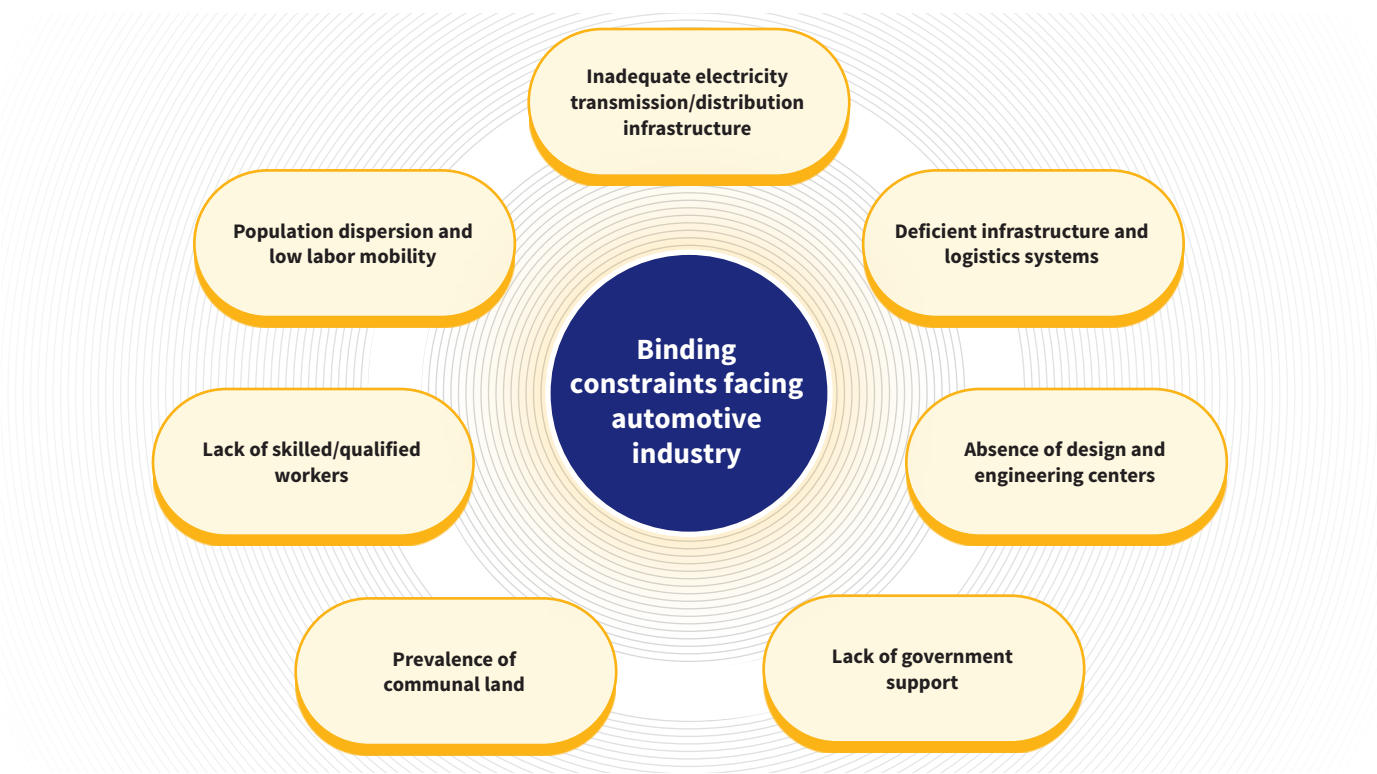 Inadequate electricity
transmission/distribution
infrastructure
Population dispersion and
low labor mobility
Deficient infrastructure and
logistics systems
Binding
constraints facing
automotive
industry
Lack of skilled/qualified
workers
Absence of design and
engineering centers
Prevalence of
communal land
Lack of government
support